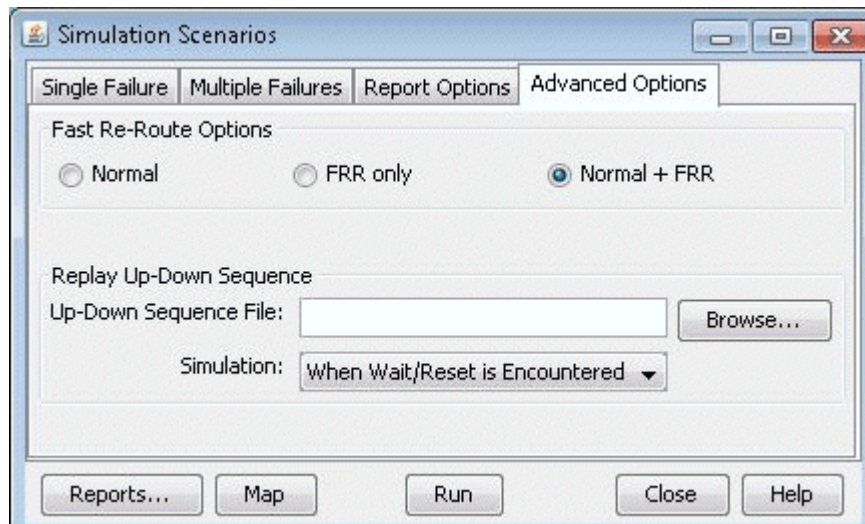 Simulation Scenarios
Single Failure Multiple Failures Report Options Advanced Options
Fast Re-Route Options
Normal FRR only Normal + FRR
Replay Up-Down Sequence
Up-Down Sequence File: Browse...
Simulation: When Wait/Reset is Encountered
Reports... Map Run Close Help